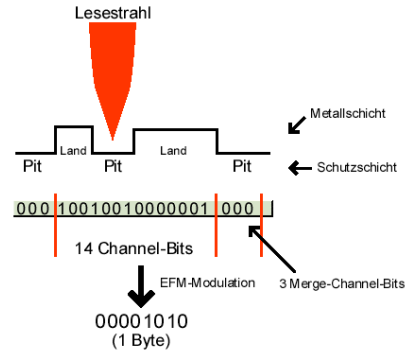 Lesestrahl
Metallschicht
Land
Land
Pit
Pit
Pit
Schutzschicht
000 10010010000001 000
14 Channel-Bits
EFM-Modulation
3 Merge-Channel-Bits
00001010
(1 Byte)